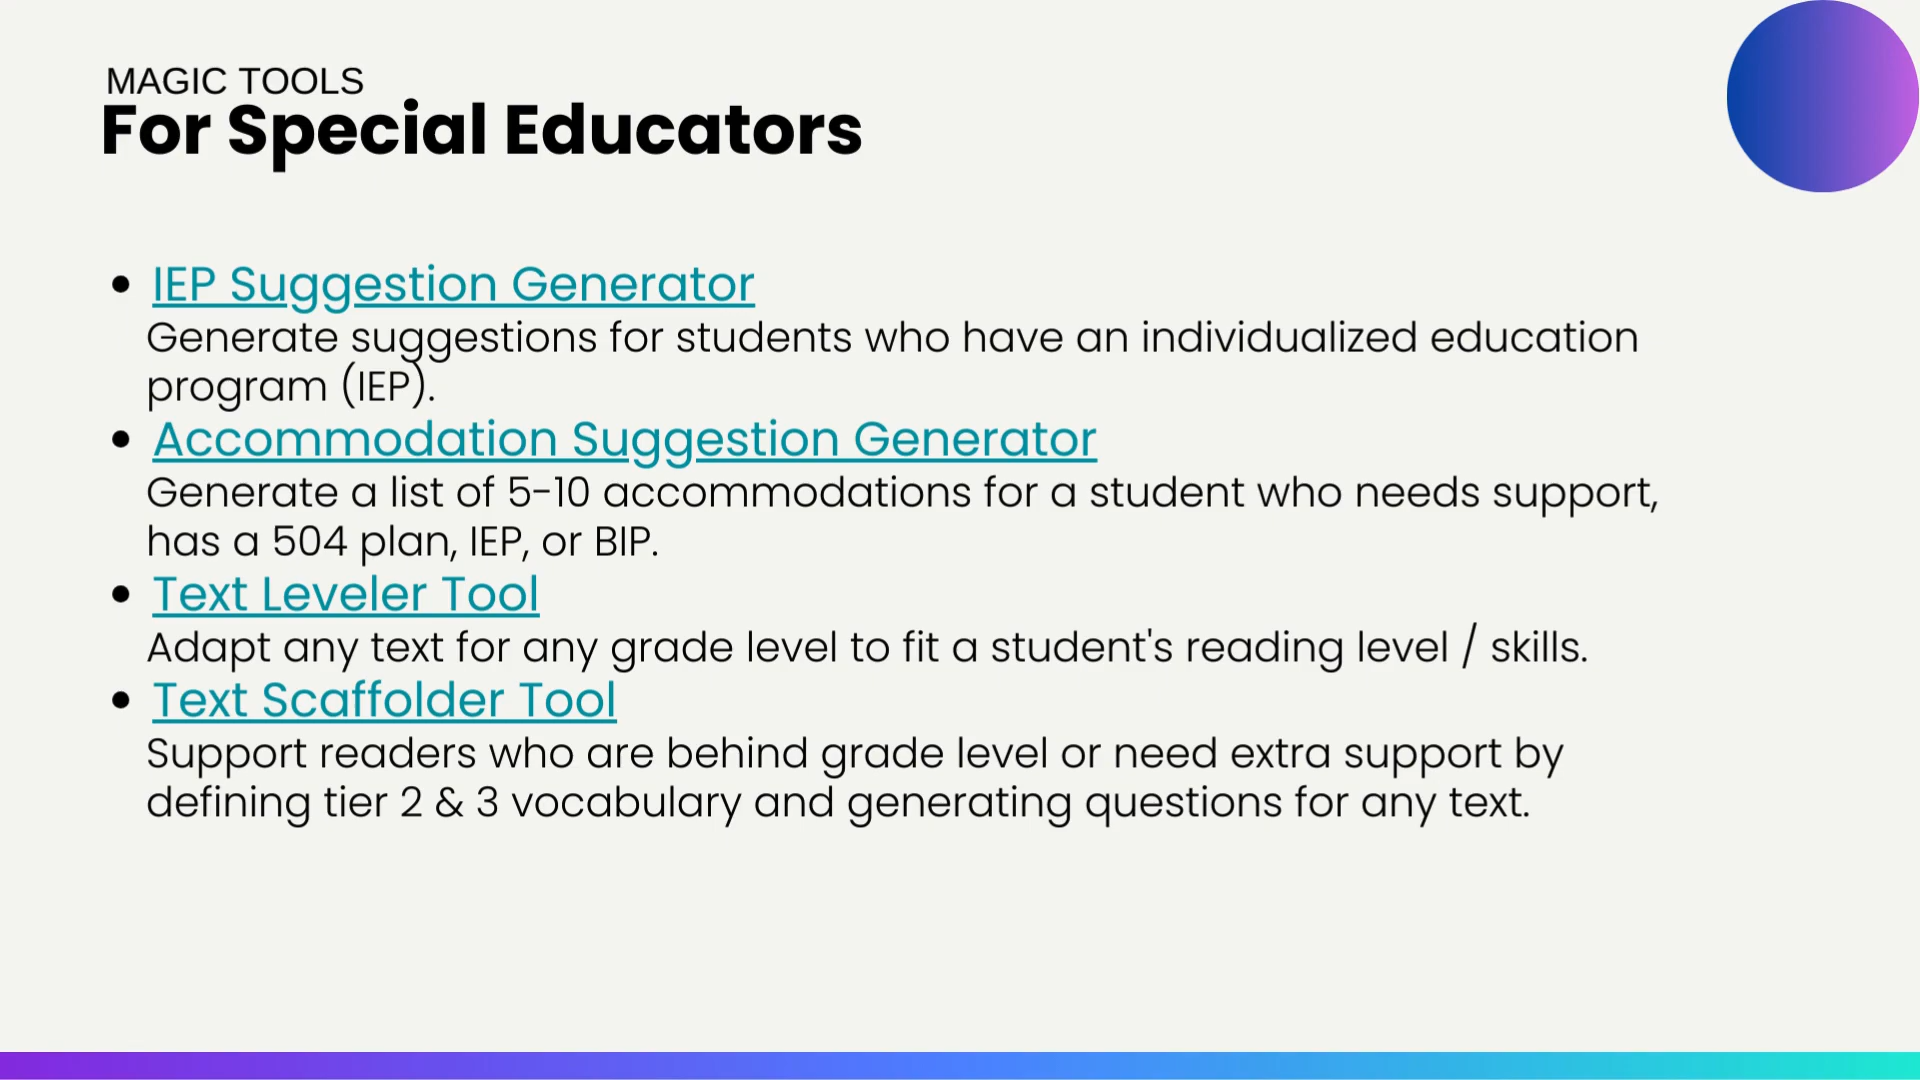 MAGIC TOOLS
For Special Educators
• IEP Suggestion Generator
Generate suggestions for students who have an individualized education
program (IEP).
• Accommodation Suggestion Generator
Generate a list of 5-10 accommodations for a student who needs support,
has a 504 plan, IEP, or BIP.
• Text Leveler Tool
Adapt any text for any grade level to fit a student's reading level / skills.
• Text Scaffolder Tool
Support readers who are behind grade level or need extra support by
defining tier 2 & 3 vocabulary and generating questions for any text.